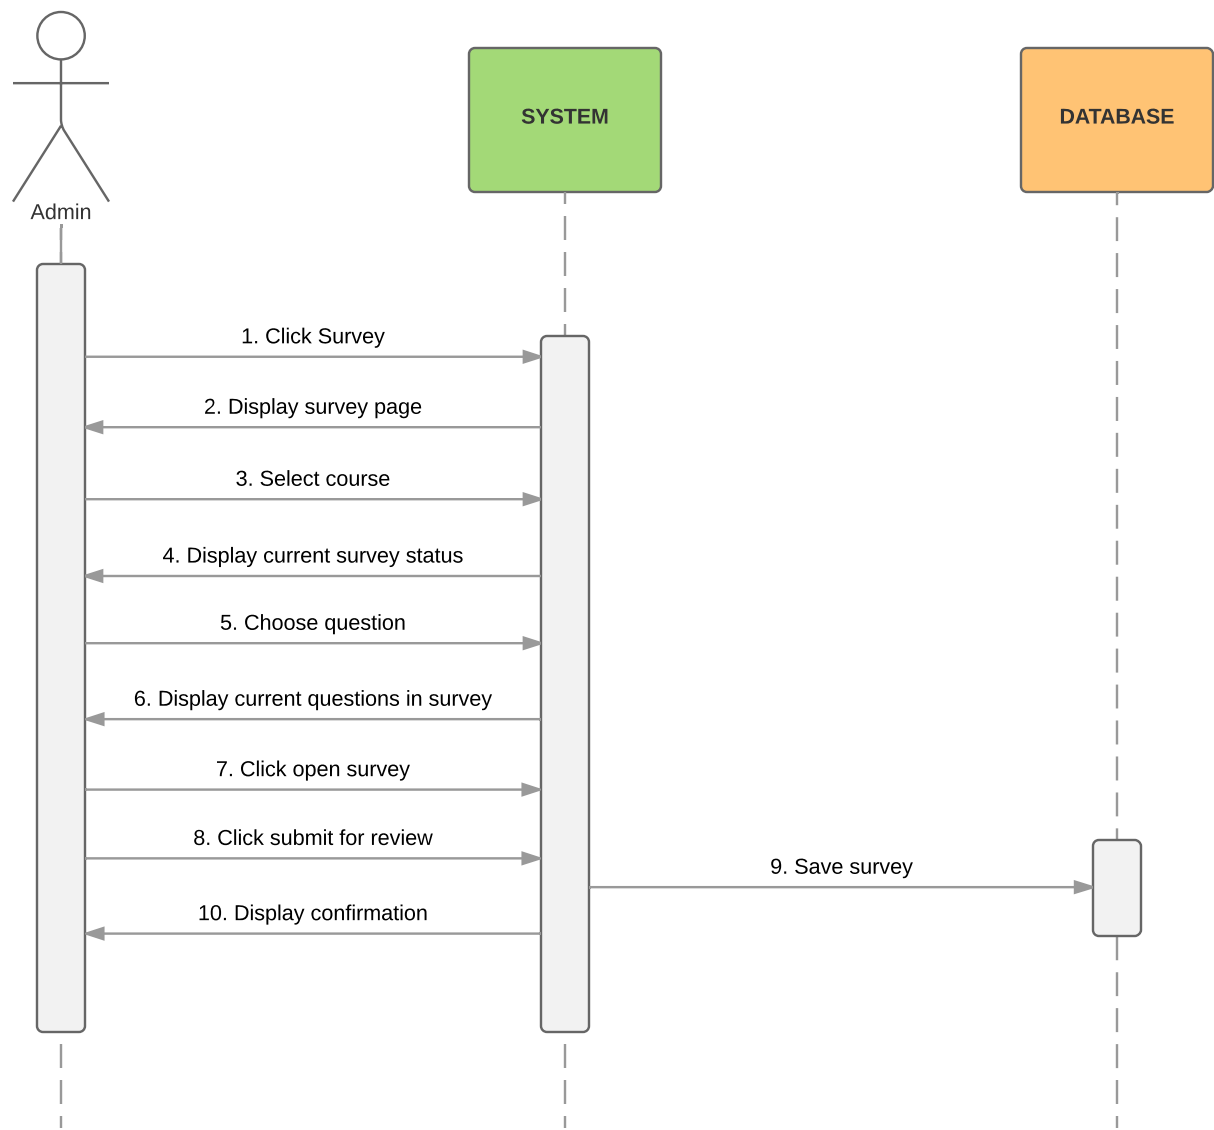 SYSTEM
DATABASE
Admin
1. Click Survey
2. Display survey page
3. Select course
4. Display current survey status
5. Choose question
6. Display current questions in survey
7. Click open survey
8. Click submit for review
9. Save survey
10. Display confirmation